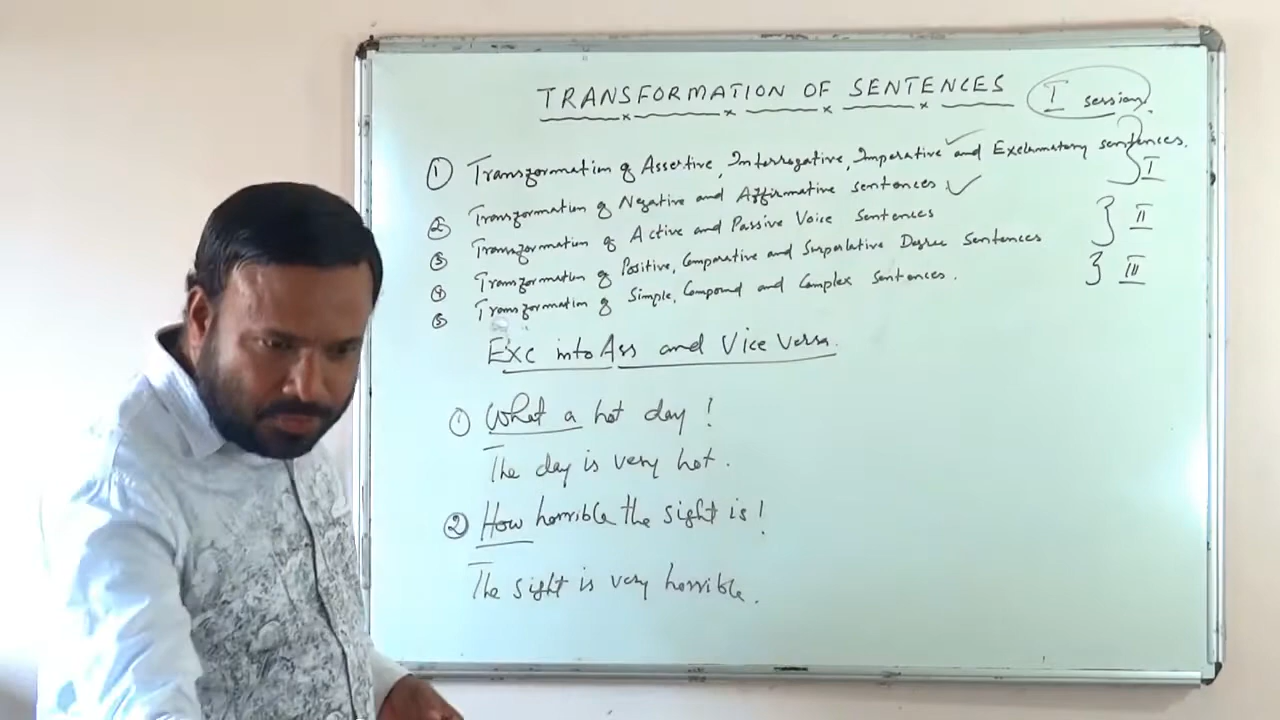 TRANSFORMATION OF SENTENCES I session.
① Transformation of Assertive, Interrogative, Imperative and Exclamatory sentences. } I
② Transformation of Negative and Affirmative sentences ✓
③ Transformation of Active and Passive Voice Sentences } II
④ Transformation of Positive, Comparative and Superlative Degree Sentences
⑤ Transformation of Simple, Compound and Complex Sentences. } III
Exc into Ass and Vice Versa.
① What a hot day!
The day is very hot.
② How horrible the sight is!
The sight is very horrible.